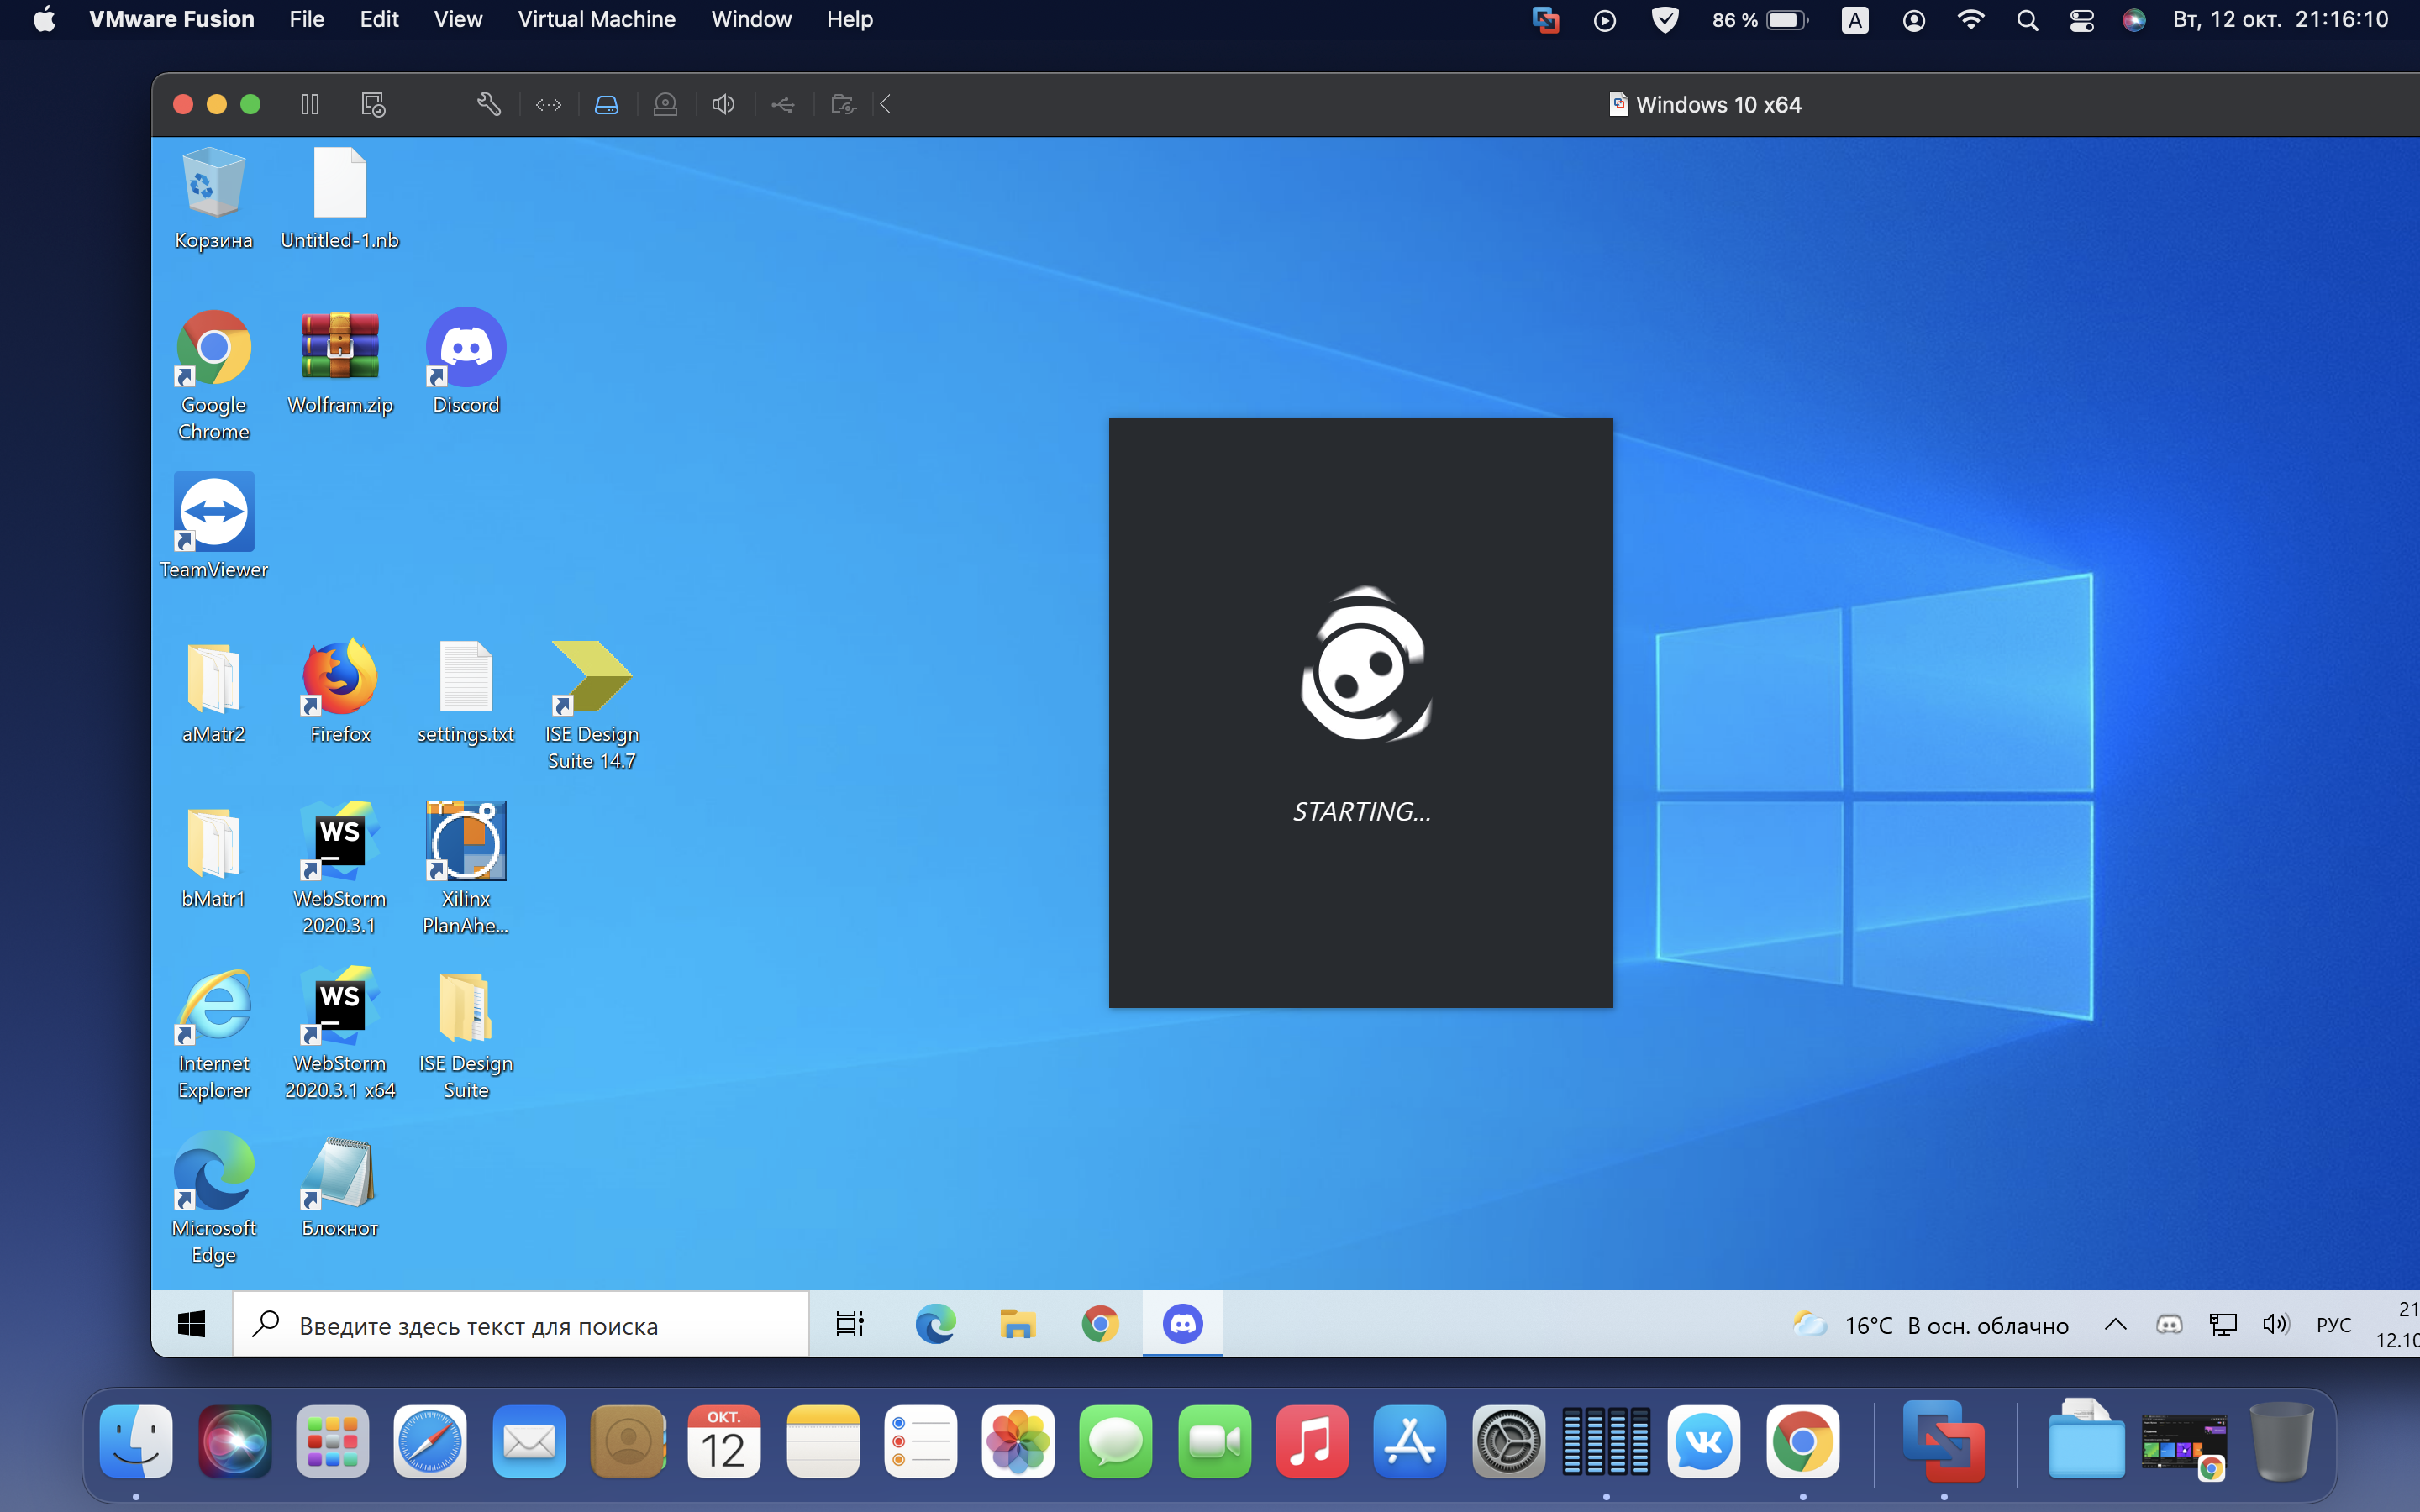 VMware Fusion File Edit View Virtual Machine Window Help 86 % A Вт, 12 окт. 21:16:10
Windows 10 x64
Корзина Untitled-1.nb
Google Chrome Wolfram.zip Discord
TeamViewer
aMatr2 Firefox settings.txt ISE Design Suite 14.7
WS
bMatr1 WebStorm 2020.3.1 Xilinx PlanAhe...
WS
Internet Explorer WebStorm 2020.3.1 x64 ISE Design Suite
Microsoft Edge Блокнот
STARTING...
Введите здесь текст для поиска 16°C В осн. облачно РУС 21
12.10
ОКТ.
12